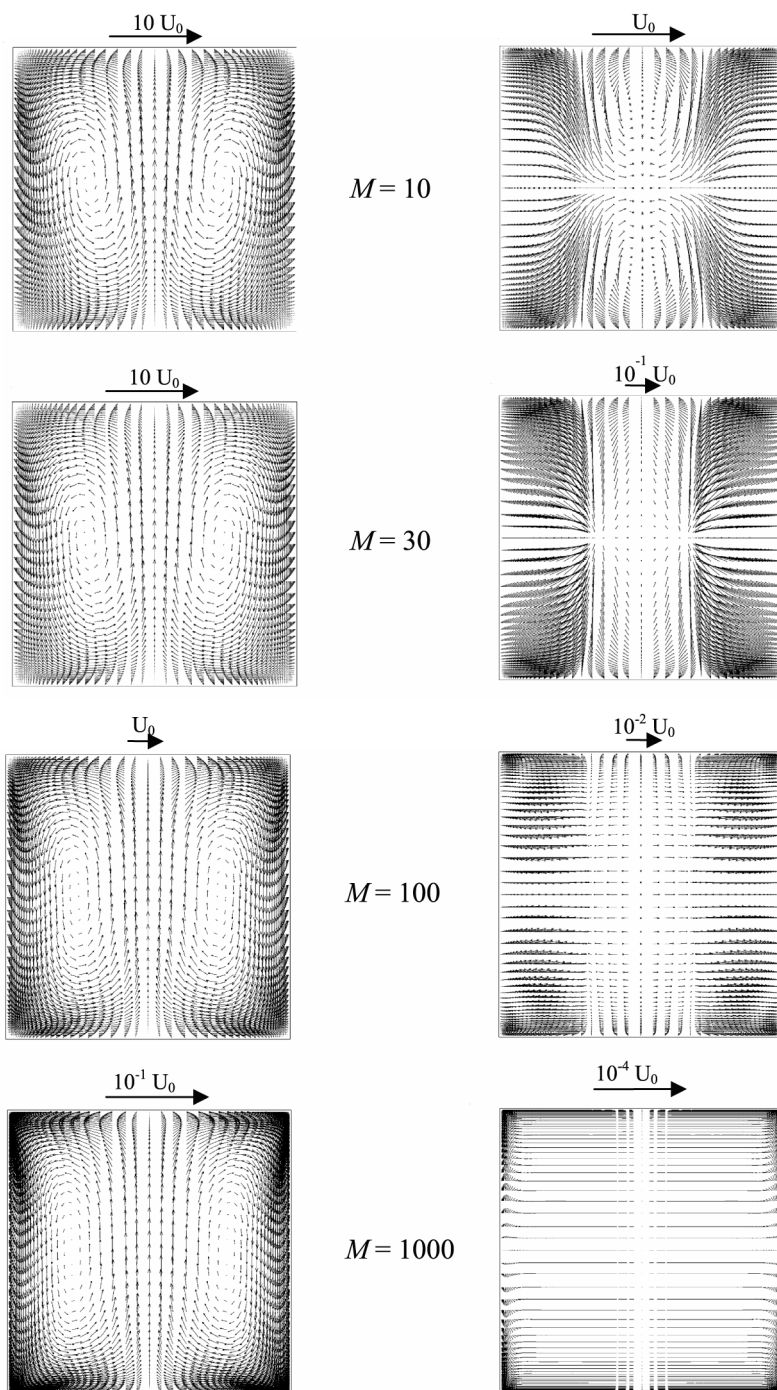 10 U₀
U₀
M = 10
10 U₀
10⁻¹ U₀
M = 30
U₀
10⁻² U₀
M = 100
10⁻¹ U₀
10⁻⁴ U₀
M = 1000